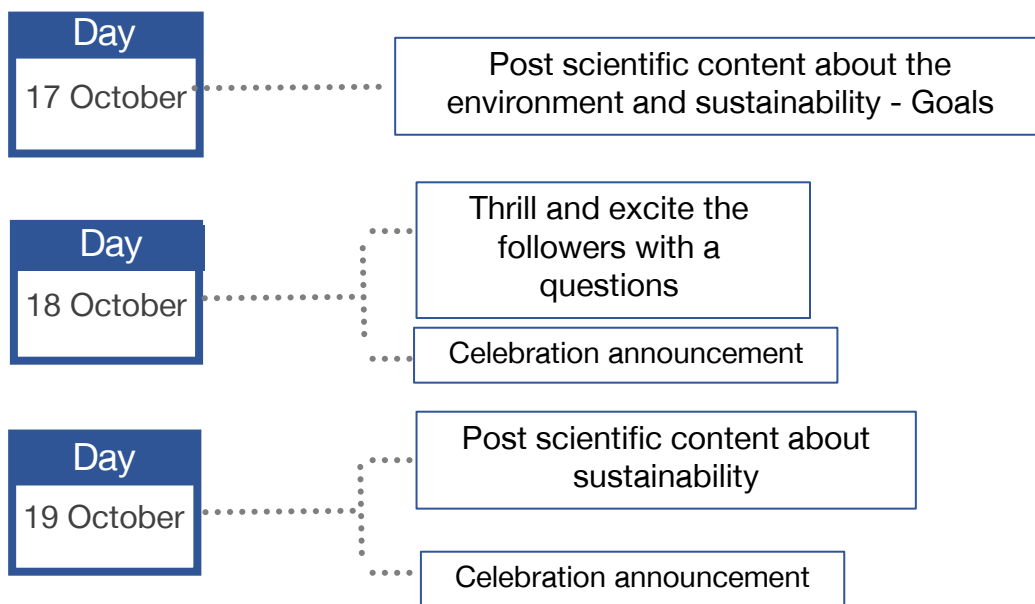 Day
17 October
Post scientific content about the
environment and sustainability - Goals
Day
18 October
Thrill and excite the
followers with a
questions
Celebration announcement
Day
19 October
Post scientific content about
sustainability
Celebration announcement